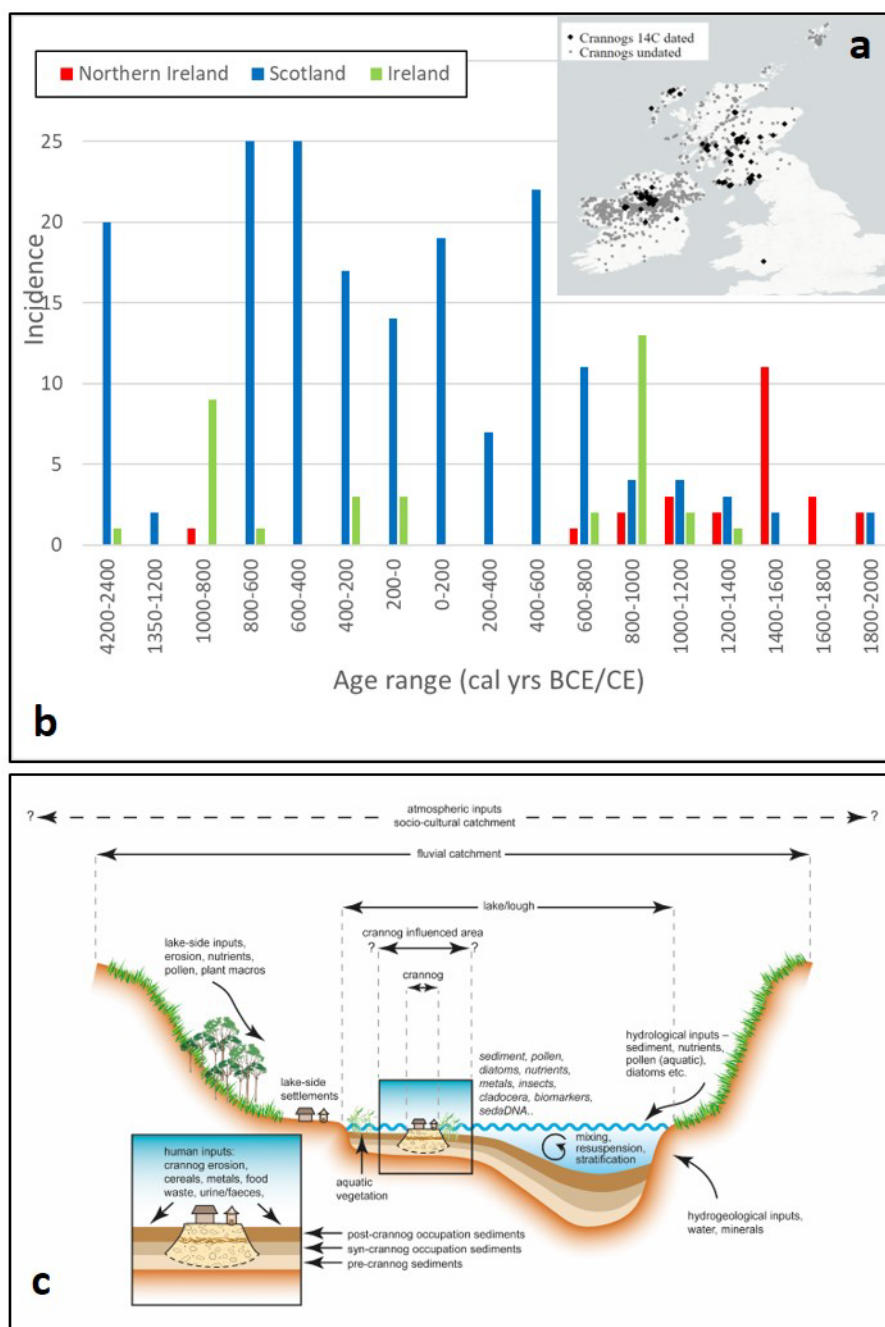 Crannogs 14C dated
Crannogs undated
a
Northern Ireland
Scotland
Ireland
25
20
15
10
5
0
Incidence
4200-2400
1350-1200
1000-800
800-600
600-400
400-200
200-0
0-200
200-400
400-600
600-800
800-1000
1000-1200
1200-1400
1400-1600
1600-1800
1800-2000
Age range (cal yrs BCE/CE)
b
? atmospheric inputs ?
socio-cultural catchment
fluvial catchment
lake/lough
crannog influenced area
? ?
crannog
lake-side inputs,
erosion, nutrients,
pollen, plant macros
lake-side
settlements
sediment, pollen,
diatoms, nutrients,
metals, insects,
cladocera, biomarkers,
sedaDNA..
hydrological inputs –
sediment, nutrients,
pollen (aquatic),
diatoms etc.
mixing,
resuspension,
stratification
human inputs:
crannog erosion,
cereals, metals, food
waste, urine/faeces,
aquatic
vegetation
hydrogeological inputs,
water, minerals
post-crannog occupation sediments
syn-crannog occupation sediments
pre-crannog sediments
c